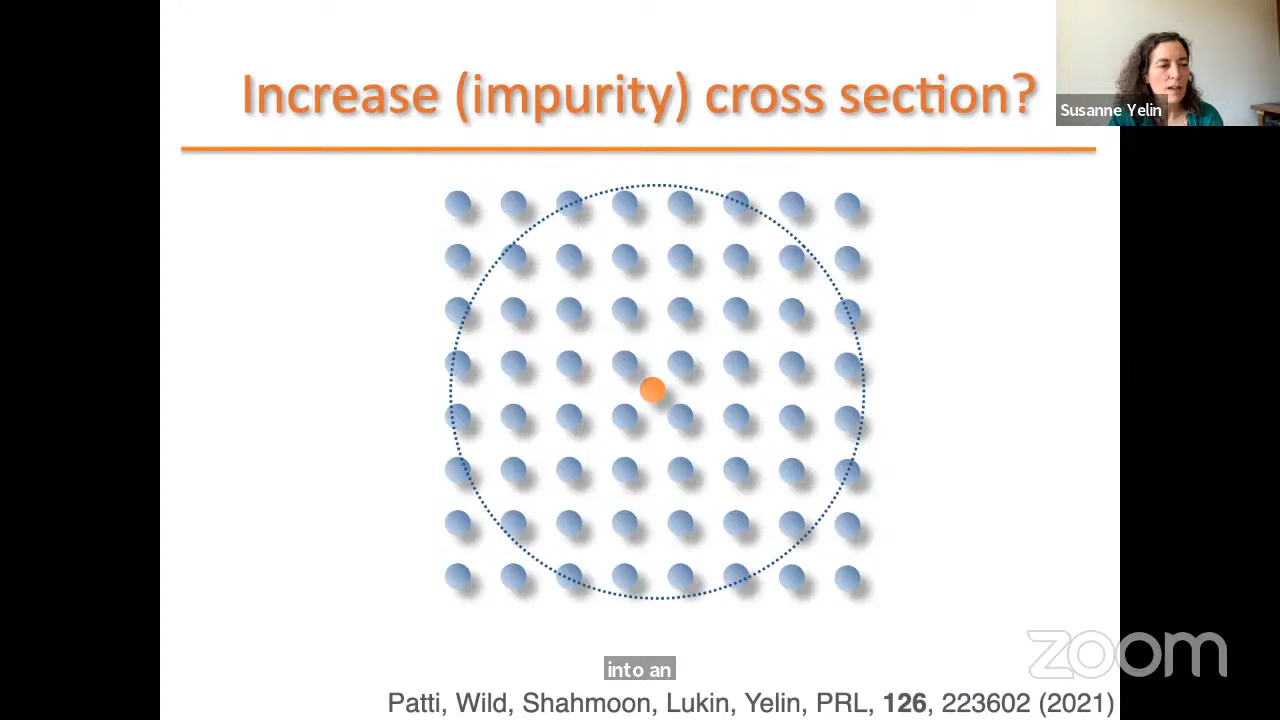 Increase (impurity) cross section?
Susanne Yelin
zoom
into an
Patti, Wild, Shahmoon, Lukin, Yelin, PRL, 126, 223602 (2021)